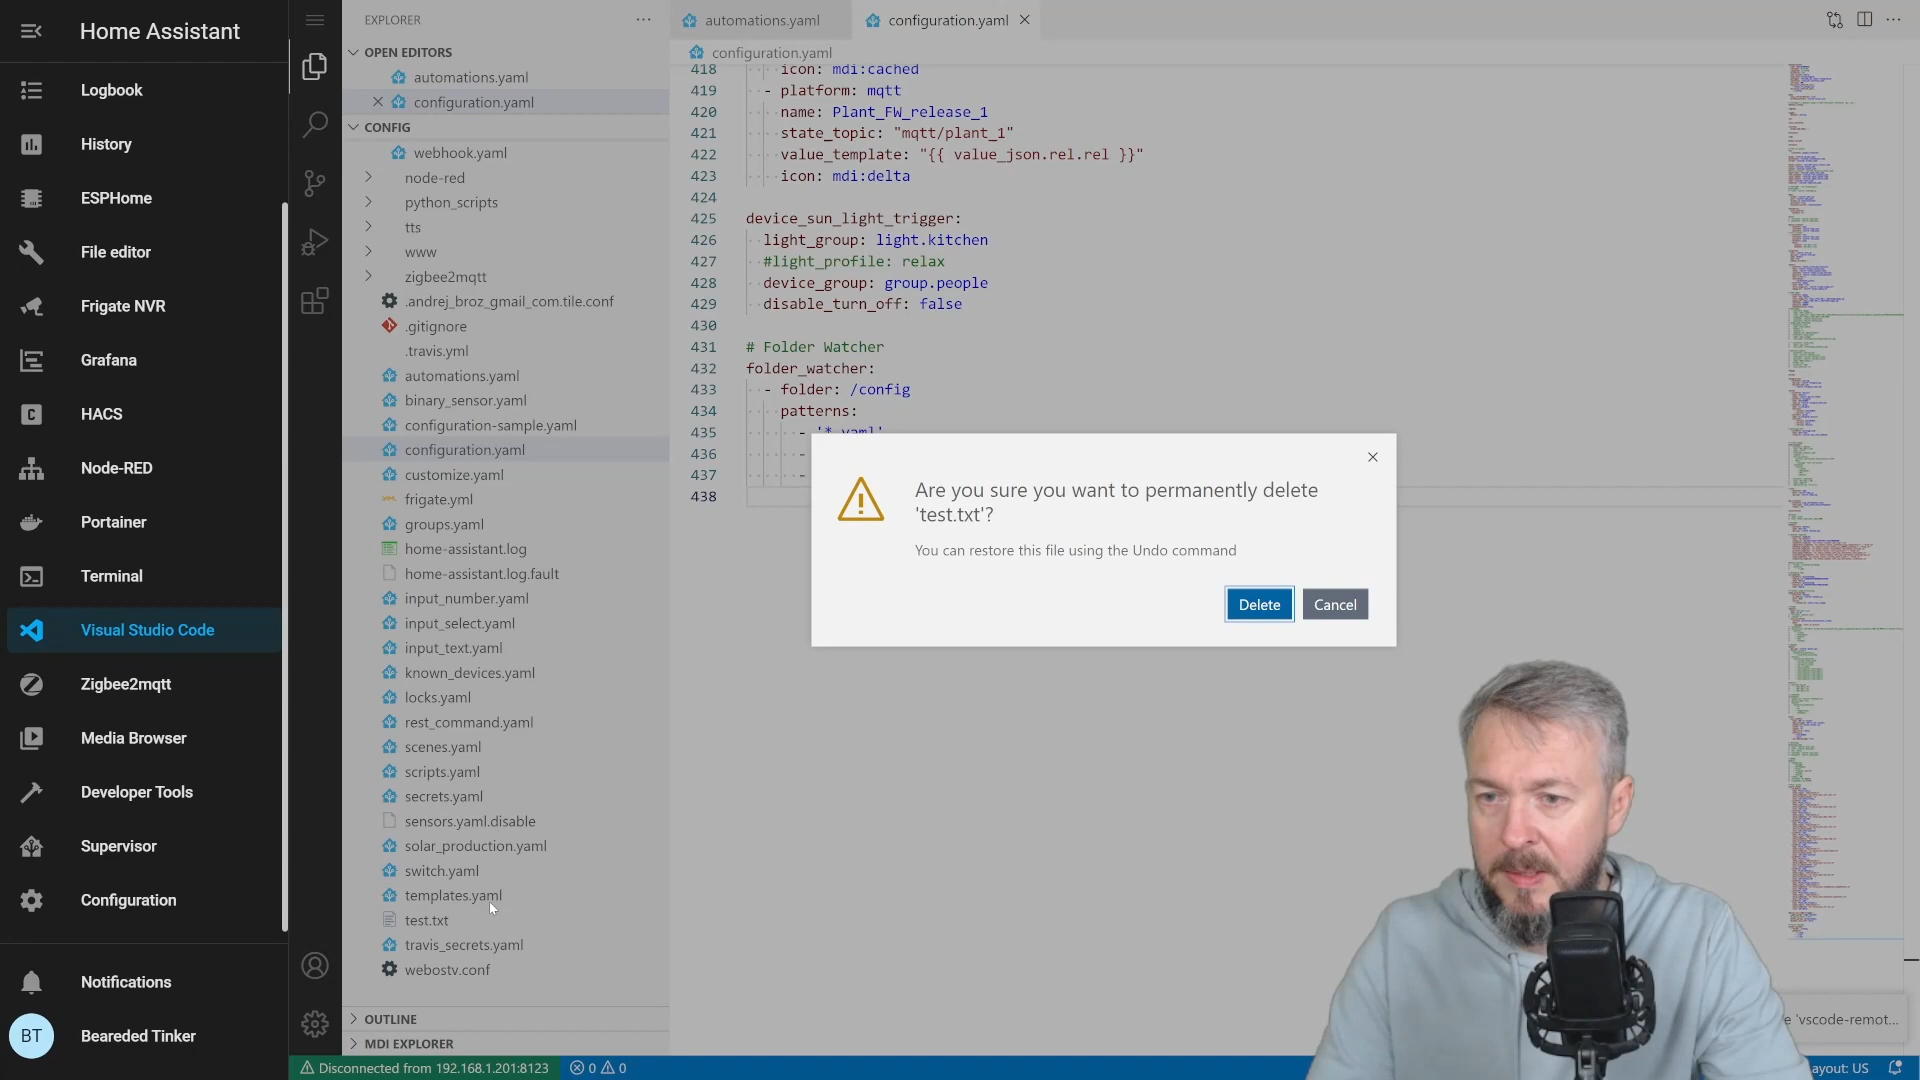 Home Assistant
Logbook
History
ESPHome
File editor
Frigate NVR
Grafana
HACS
Node-RED
Portainer
Terminal
Visual Studio Code
Zigbee2mqtt
Media Browser
Developer Tools
Supervisor
Configuration
Notifications
BT
Bearded Tinker
EXPLORER
OPEN EDITORS
automations.yaml
configuration.yaml
CONFIG
webhook.yaml
node-red
python_scripts
tts
www
zigbee2mqtt
.andrej_broz_gmail_com.tile.conf
.gitignore
.travis.yml
automations.yaml
binary_sensor.yaml
configuration-sample.yaml
configuration.yaml
customize.yaml
frigate.yml
groups.yaml
home-assistant.log
home-assistant.log.fault
input_number.yaml
input_select.yaml
input_text.yaml
known_devices.yaml
locks.yaml
rest_command.yaml
scenes.yaml
scripts.yaml
secrets.yaml
sensors.yaml.disable
solar_production.yaml
switch.yaml
templates.yaml
test.txt
travis_secrets.yaml
webostv.conf
OUTLINE
MDI EXPLORER
automations.yaml
configuration.yaml
configuration.yaml
418 icon: mdi:cached
419 - platform: mqtt
420 name: Plant_FW_release_1
421 state_topic: "mqtt/plant_1"
422 value_template: "{{ value_json.rel.rel }}"
423 icon: mdi:delta
424
425 device_sun_light_trigger:
426 light_group: light.kitchen
427 #light_profile: relax
428 device_group: group.people
429 disable_turn_off: false
430
431 # Folder Watcher
432 folder_watcher:
433 - folder: /config
434 patterns:
435 - '*.yaml'
436 -
437 -
438
Are you sure you want to permanently delete
'test.txt'?
You can restore this file using the Undo command
Delete
Cancel
e 'vscode-remot...
Disconnected from 192.168.1.201:8123
0 0
ayout: US